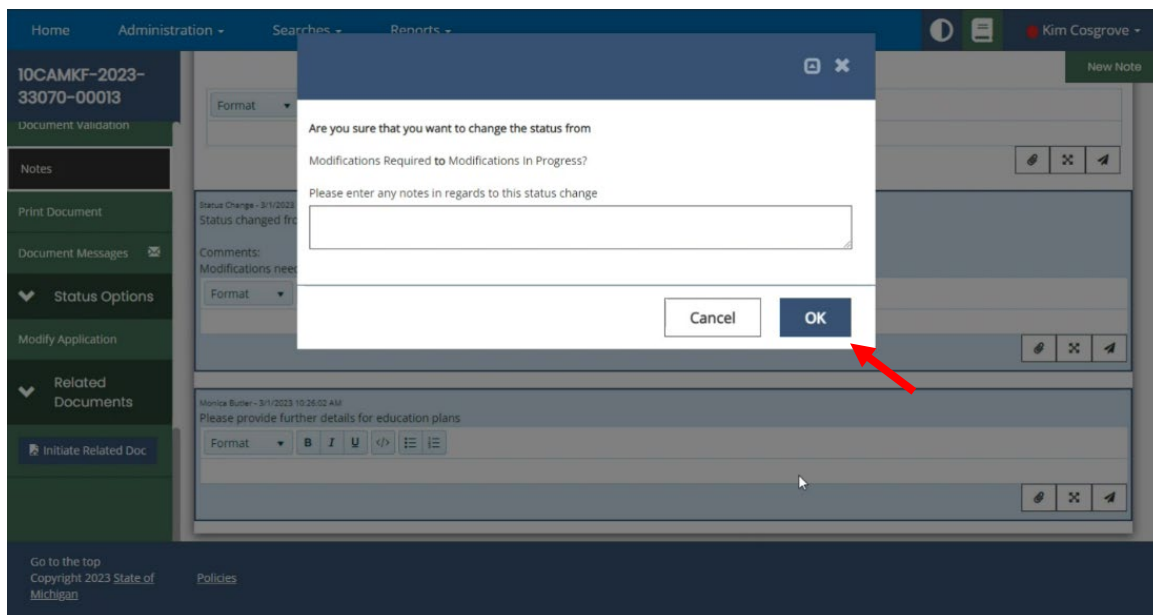 Home Administration Searches Reports Kim Cosgrove
New Note
10CAMKF-2023-
33070-00013
Document Validation
Notes
Print Document
Document Messages
Status Options
Modify Application
Related
Documents
Initiate Related Doc
Format
Are you sure that you want to change the status from
Modifications Required to Modifications In Progress?
Please enter any notes in regards to this status change
Cancel OK
Status Change - 3/1/2023
Status changed fro
Comments:
Modifications need
Format
Monica Butler - 3/1/2023 10:26:02 AM
Please provide further details for education plans
Format B I U </>
Go to the top
Copyright 2023 State of
Michigan
Policies